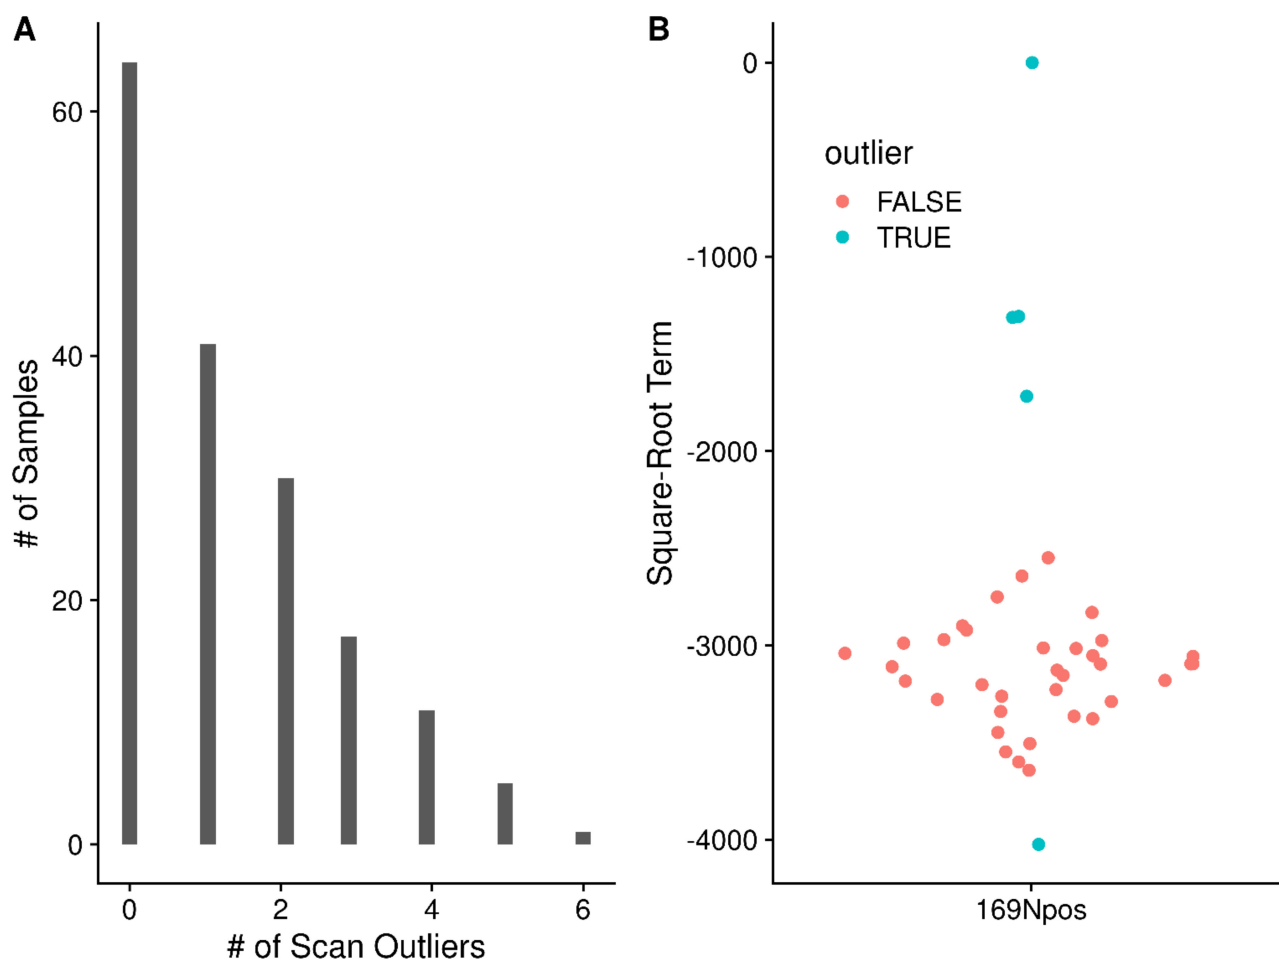 A
# of Samples
60
40
20
0
0 2 4 6
# of Scan Outliers
B
Square-Root Term
0
-1000
-2000
-3000
-4000
outlier
FALSE
TRUE
169Npos